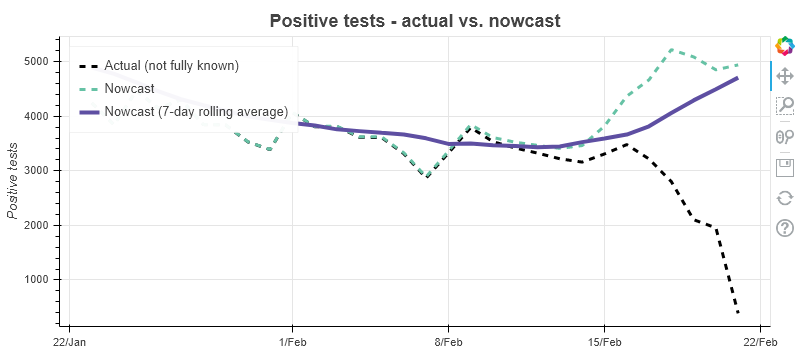 Positive tests - actual vs. nowcast
Actual (not fully known)
Nowcast
Nowcast (7-day rolling average)
Positive tests
5000
4000
3000
2000
1000
22/Jan
1/Feb
8/Feb
15/Feb
22/Feb